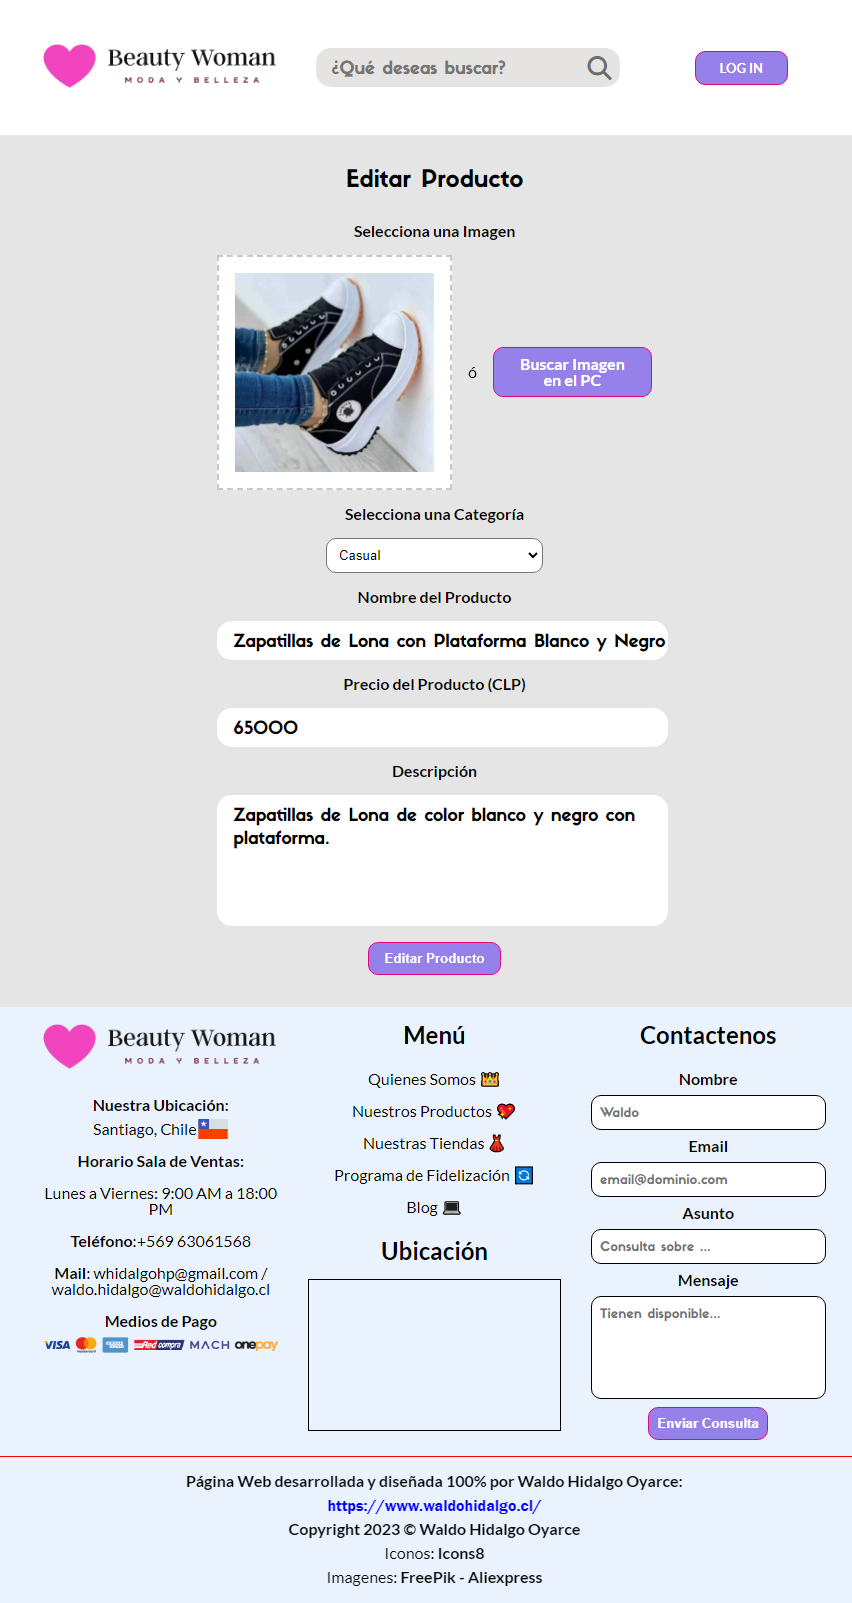 Beauty Woman
MODA Y BELLEZA
¿Qué deseas buscar?
LOG IN
Editar Producto
Selecciona una Imagen
ó
Buscar Imagen
en el PC
Selecciona una Categoría
Casual
Nombre del Producto
Zapatillas de Lona con Plataforma Blanco y Negro
Precio del Producto (CLP)
65000
Descripción
Zapatillas de Lona de color blanco y negro con
plataforma.
Editar Producto
Beauty Woman
MODA Y BELLEZA
Nuestra Ubicación:
Santiago, Chile
Horario Sala de Ventas:
Lunes a Viernes: 9:00 AM a 18:00
PM
Teléfono:+569 63061568
Mail: whidalgohp@gmail.com /
waldo.hidalgo@waldohidalgo.cl
Medios de Pago
VISA
Red compra
MACH
onepay
Menú
Quienes Somos
Nuestros Productos
Nuestras Tiendas
Programa de Fidelización
Blog
Ubicación
Contactenos
Nombre
Waldo
Email
email@dominio.com
Asunto
Consulta sobre ...
Mensaje
Tienen disponible...
Enviar Consulta
Página Web desarrollada y diseñada 100% por Waldo Hidalgo Oyarce:
https://www.waldohidalgo.cl/
Copyright 2023 © Waldo Hidalgo Oyarce
Iconos: Icons8
Imagenes: FreePik - Aliexpress